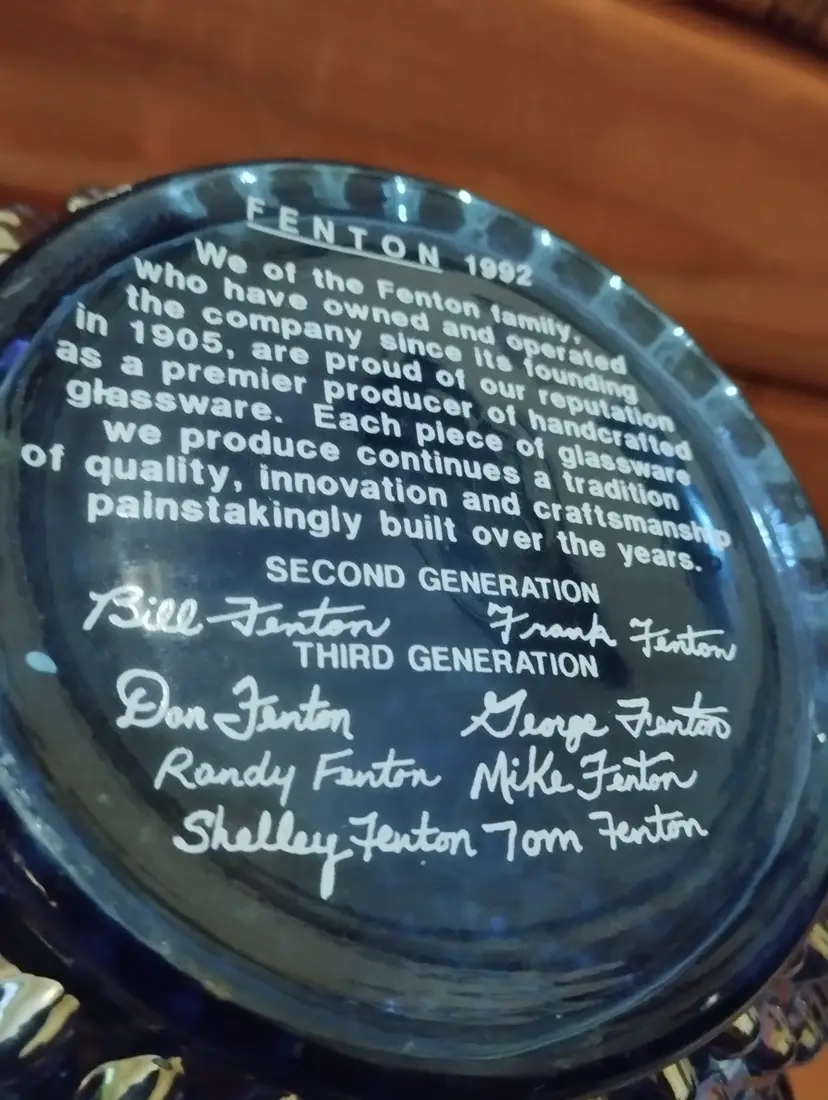 FENTON 1992
We of the Fenton family,
who have owned and operated
the company since its founding
in 1905, are proud of our reputation
as a premier producer of handcrafted
glassware. Each piece of glassware
we produce continues a tradition
of quality, innovation and craftsmanship
painstakingly built over the years.
SECOND GENERATION
Bill Fenton Frank Fenton
THIRD GENERATION
Don Fenton George Fenton
Randy Fenton Mike Fenton
Shelley Fenton Tom Fenton